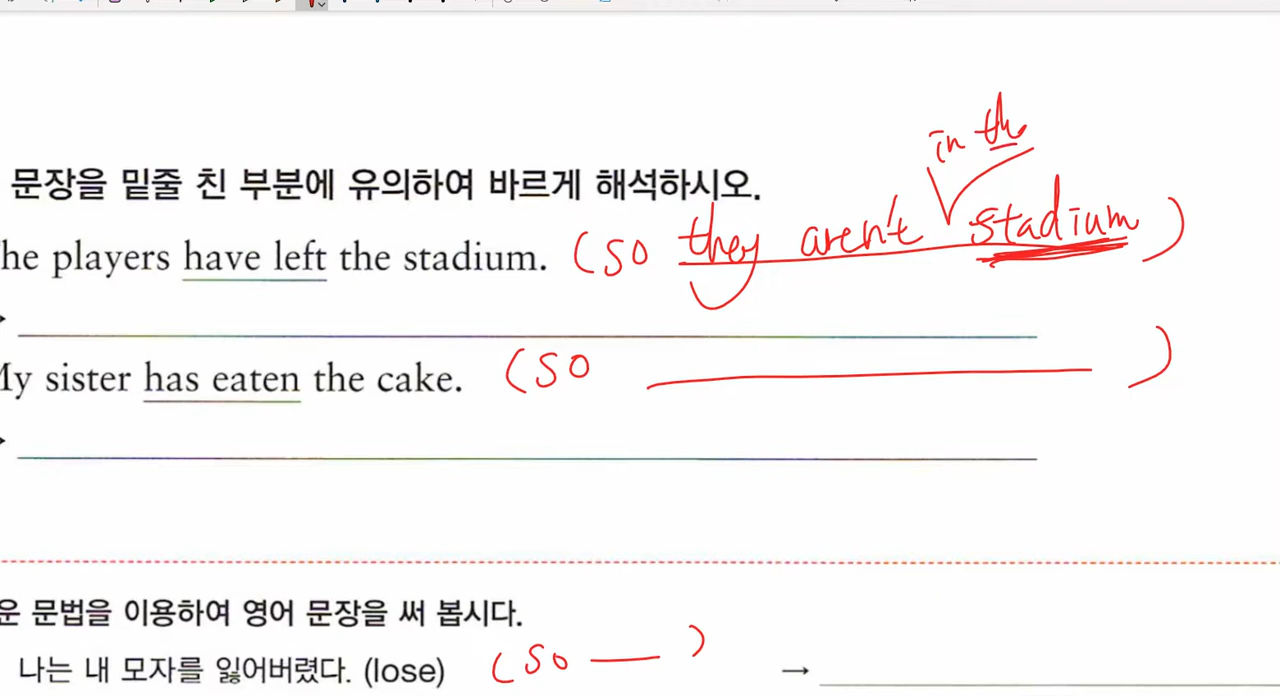 in the
문장을 밑줄 친 부분에 유의하여 바르게 해석하시오.
he players have left the stadium. (so they aren't stadium)
My sister has eaten the cake. (so )
운 문법을 이용하여 영어 문장을 써 봅시다.
나는 내 모자를 잃어버렸다. (lose) (so ) →